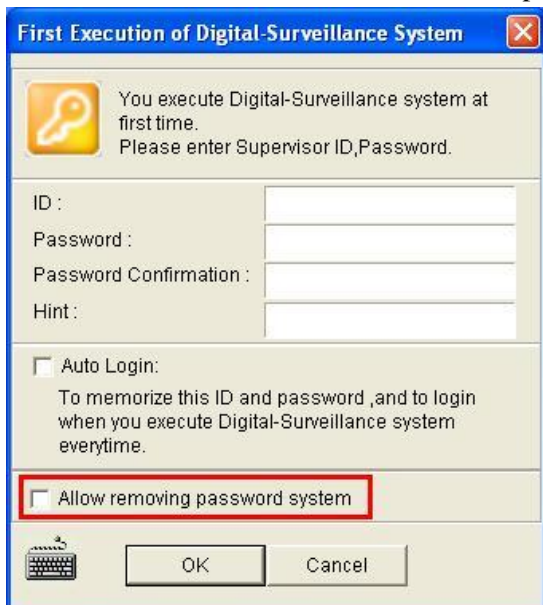 First Execution of Digital-Surveillance System
You execute Digital-Surveillance system at
first time.
Please enter Supervisor ID,Password.
ID :
Password :
Password Confirmation :
Hint :
Auto Login:
To memorize this ID and password ,and to login
when you execute Digital-Surveillance system
everytime.
Allow removing password system
OK Cancel